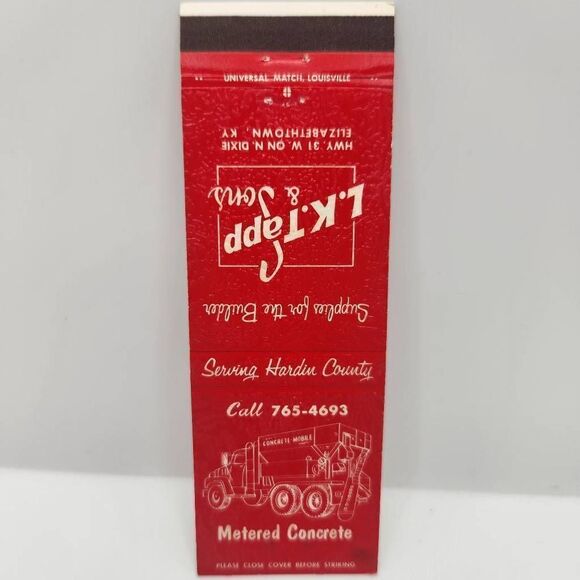 UNIVERSAL MATCH, LOUISVILLE
Supplies for the Builder
L.K. Tapp
& Sons
HWY. 31 W. ON N. DIXIE
ELIZABETHTOWN, KY.
Serving Hardin County
Call 765-4693
CONCRETE-MOBILE
Metered Concrete
PLEASE CLOSE COVER BEFORE STRIKING